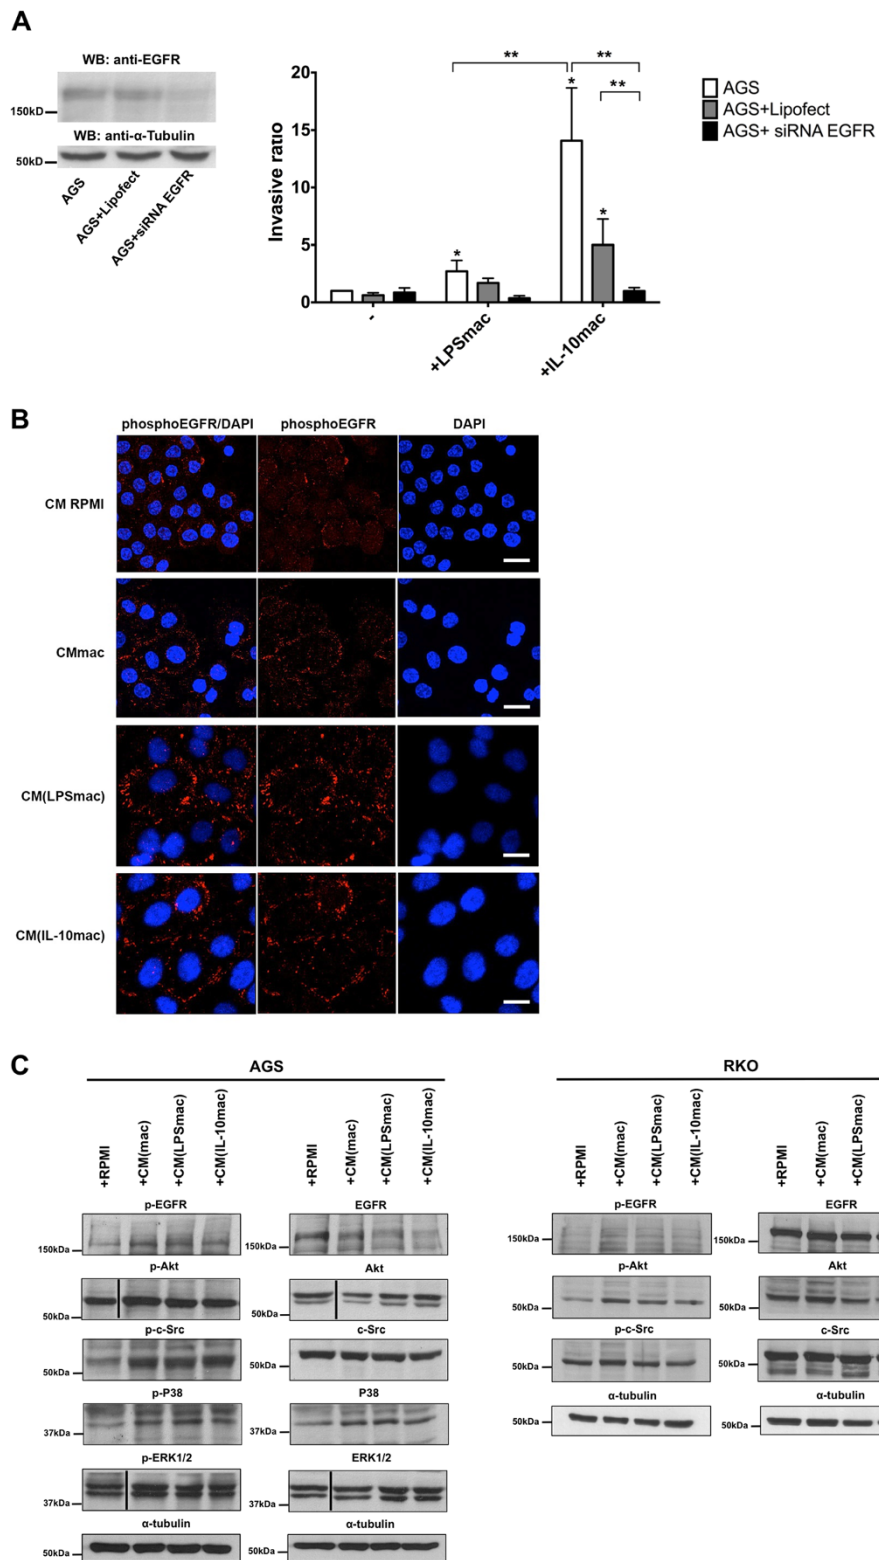 A
WB: anti-EGFR
150kD
WB: anti-α-Tubulin
50kD
AGS
AGS+Lipofect
AGS+siRNA EGFR
Invasive ratio
20
15
10
5
0
**
**
**
*
*
*
-
+LPSmac
+IL-10mac
AGS
AGS+Lipofect
AGS+ siRNA EGFR
B
phosphoEGFR/DAPI
phosphoEGFR
DAPI
CM RPMI
CMmac
CM(LPSmac)
CM(IL-10mac)
C
AGS
+RPMI
+CM(mac)
+CM(LPSmac)
+CM(IL-10mac)
+RPMI
+CM(mac)
+CM(LPSmac)
+CM(IL-10mac)
p-EGFR
EGFR
150kDa
150kDa
p-Akt
Akt
50kDa
50kDa
p-c-Src
c-Src
50kDa
50kDa
p-P38
P38
37kDa
37kDa
p-ERK1/2
ERK1/2
37kDa
37kDa
α-tubulin
α-tubulin
50kDa
50kDa
RKO
+RPMI
+CM(mac)
+CM(LPSmac)
+CM(IL-10mac)
+RPMI
+CM(mac)
+CM(LPSmac)
p-EGFR
EGFR
150kDa
150kDa
p-Akt
Akt
50kDa
50kDa
p-c-Src
c-Src
50kDa
50kDa
α-tubulin
α-tubulin
50kDa
50kDa